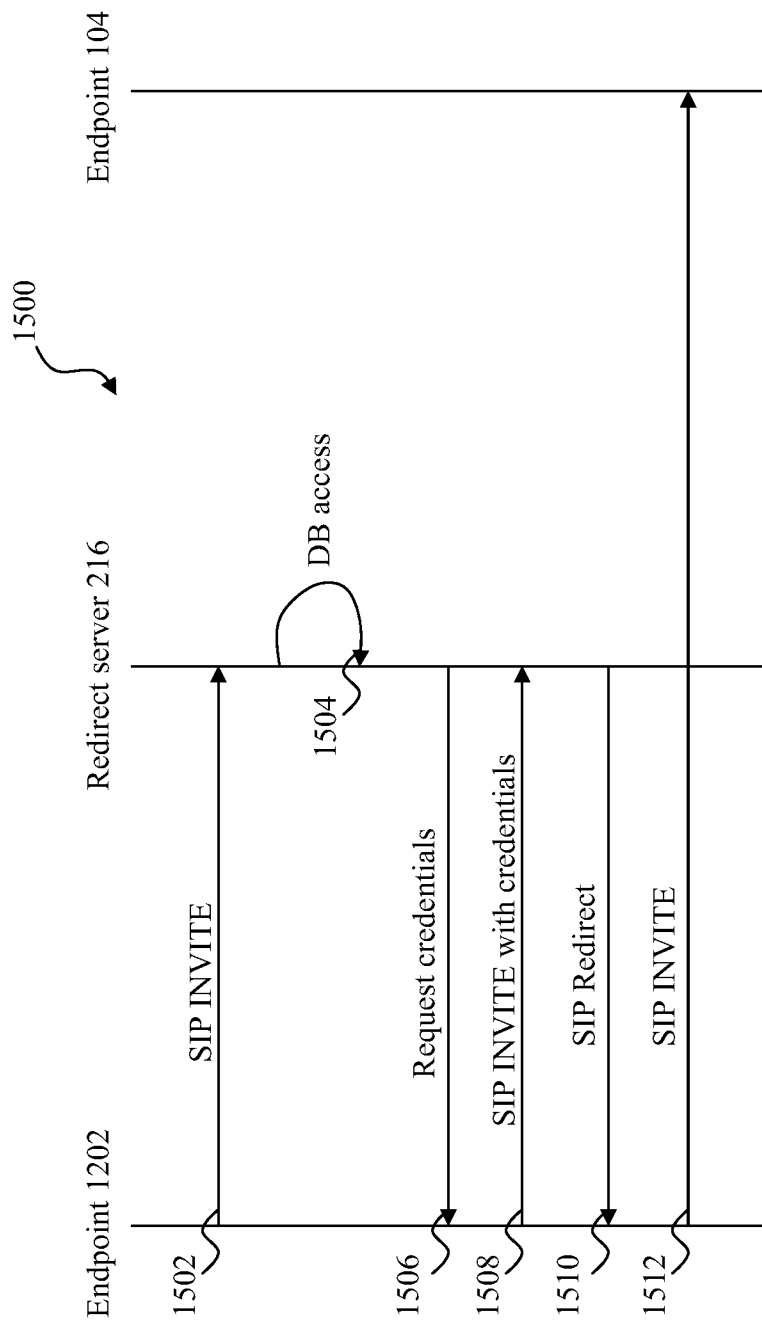 1500
Endpoint 1202
Redirect server 216
Endpoint 104
1502
SIP INVITE
DB access
1504
1506
Request credentials
1508
SIP INVITE with credentials
1510
SIP Redirect
1512
SIP INVITE